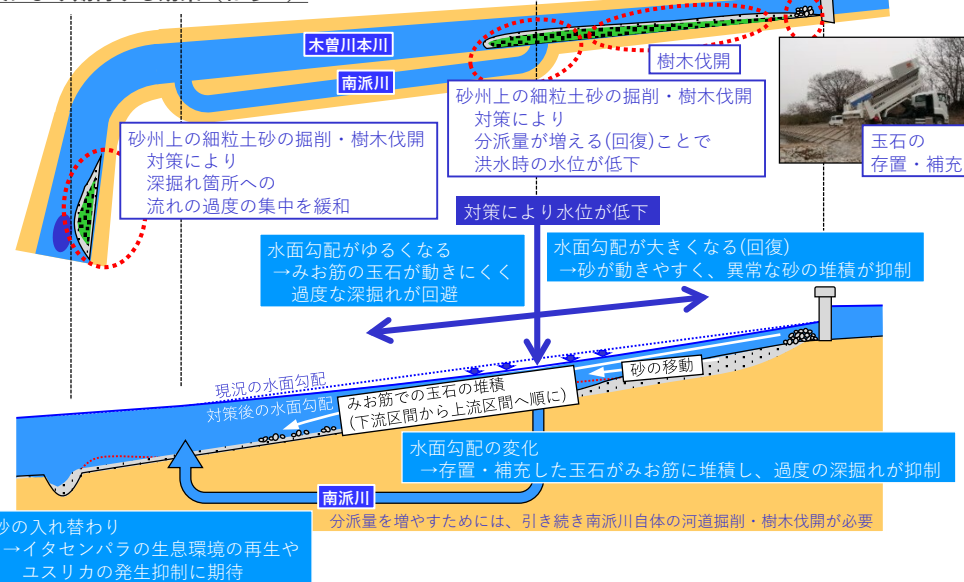 木曽川本川
南派川
樹木伐開
砂州上の細粒土砂の掘削・樹木伐開
対策により
分派量が増える(回復)ことで
洪水時の水位が低下
玉石の
存置・補充
砂州上の細粒土砂の掘削・樹木伐開
対策により
深掘れ箇所への
流れの過度の集中を緩和
対策により水位が低下
水面勾配がゆるくなる
→みお筋の玉石が動きにくく
過度な深掘れが回避
水面勾配が大きくなる(回復)
→砂が動きやすく、異常な砂の堆積が抑制
現況の水面勾配
対策後の水面勾配
みお筋での玉石の堆積
(下流区間から上流区間へ順に)
砂の移動
水面勾配の変化
→存置・補充した玉石がみお筋に堆積し、過度の深掘れが抑制
南派川
分派量を増やすためには、引き続き南派川自体の河道掘削・樹木伐開が必要
砂の入れ替わり
→イタセンパラの生息環境の再生や
ユスリカの発生抑制に期待